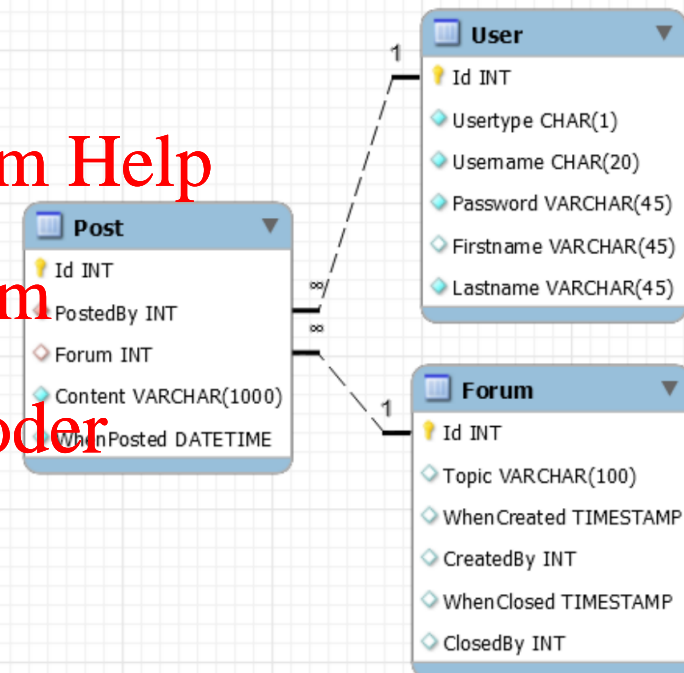 User
1
Id INT
Usertype CHAR(1)
Username CHAR(20)
Password VARCHAR(45)
Firstname VARCHAR(45)
Lastname VARCHAR(45)
m Help
Post
Id INT
∞
m
PostedBy INT
∞
Forum INT
Content VARCHAR(1000)
oder
WhenPosted DATETIME
Forum
1
Id INT
Topic VARCHAR(100)
WhenCreated TIMESTAMP
CreatedBy INT
WhenClosed TIMESTAMP
ClosedBy INT